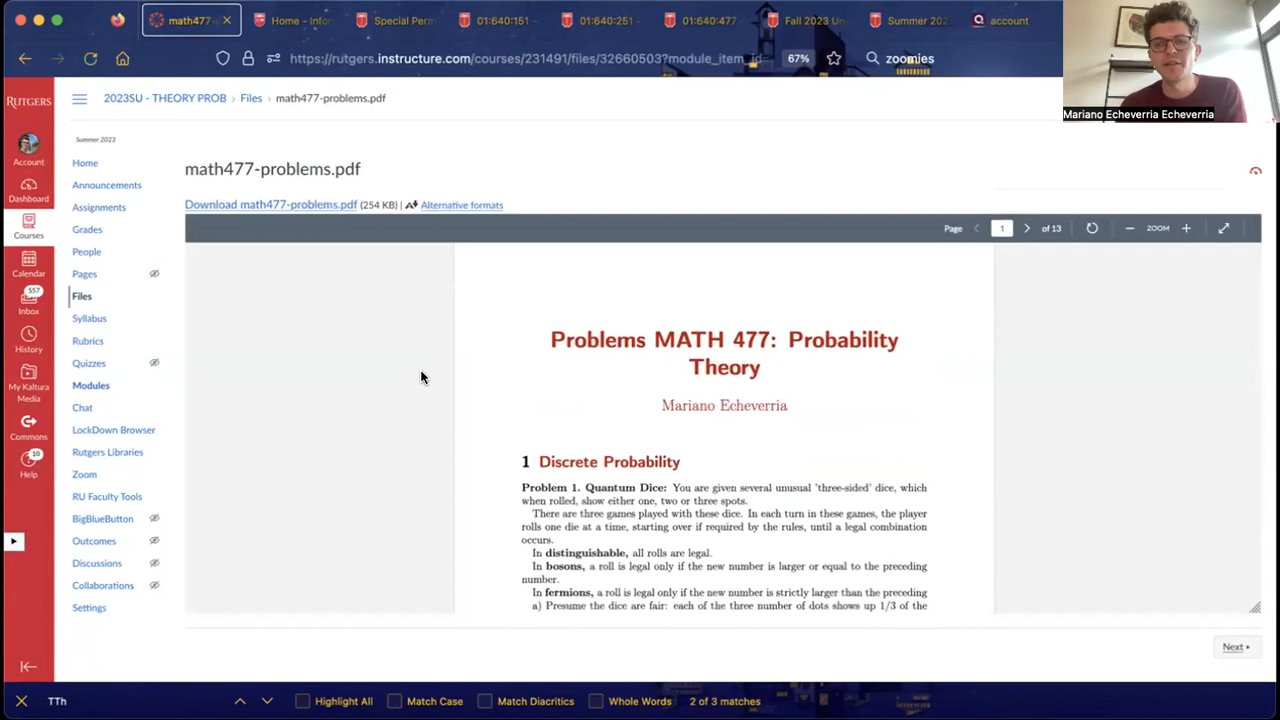 math477-
Home – Infor
Special Perm
01:640:151 –
01:640:251 –
01:640:477
Fall 2023 Un
Summer 202
account
https://rutgers.instructure.com/courses/231491/files/32660503?module_item_id=
67%
zoomies
Mariano Echeverria Echeverria
RUTGERS
2023SU - THEORY PROB › Files › math477-problems.pdf
Account
Dashboard
Courses
Calendar
557
Inbox
History
My Kaltura
Media
Commons
10
Help
Summer 2023
Home
Announcements
Assignments
Grades
People
Pages
Files
Syllabus
Rubrics
Quizzes
Modules
Chat
LockDown Browser
Rutgers Libraries
Zoom
RU Faculty Tools
BigBlueButton
Outcomes
Discussions
Collaborations
Settings
math477-problems.pdf
Download math477-problems.pdf (254 KB) | Alternative formats
Page 1 of 13 ZOOM
Problems MATH 477: Probability
Theory
Mariano Echeverria
1 Discrete Probability
Problem 1. Quantum Dice: You are given several unusual 'three-sided' dice, which
when rolled, show either one, two or three spots.
There are three games played with these dice. In each turn in these games, the player
rolls one die at a time, starting over if required by the rules, until a legal combination
occurs.
In distinguishable, all rolls are legal.
In bosons, a roll is legal only if the new number is larger or equal to the preceding
number.
In fermions, a roll is legal only if the new number is strictly larger than the preceding
a) Presume the dice are fair: each of the three number of dots shows up 1/3 of the
Next
TTh
Highlight All
Match Case
Match Diacritics
Whole Words
2 of 3 matches